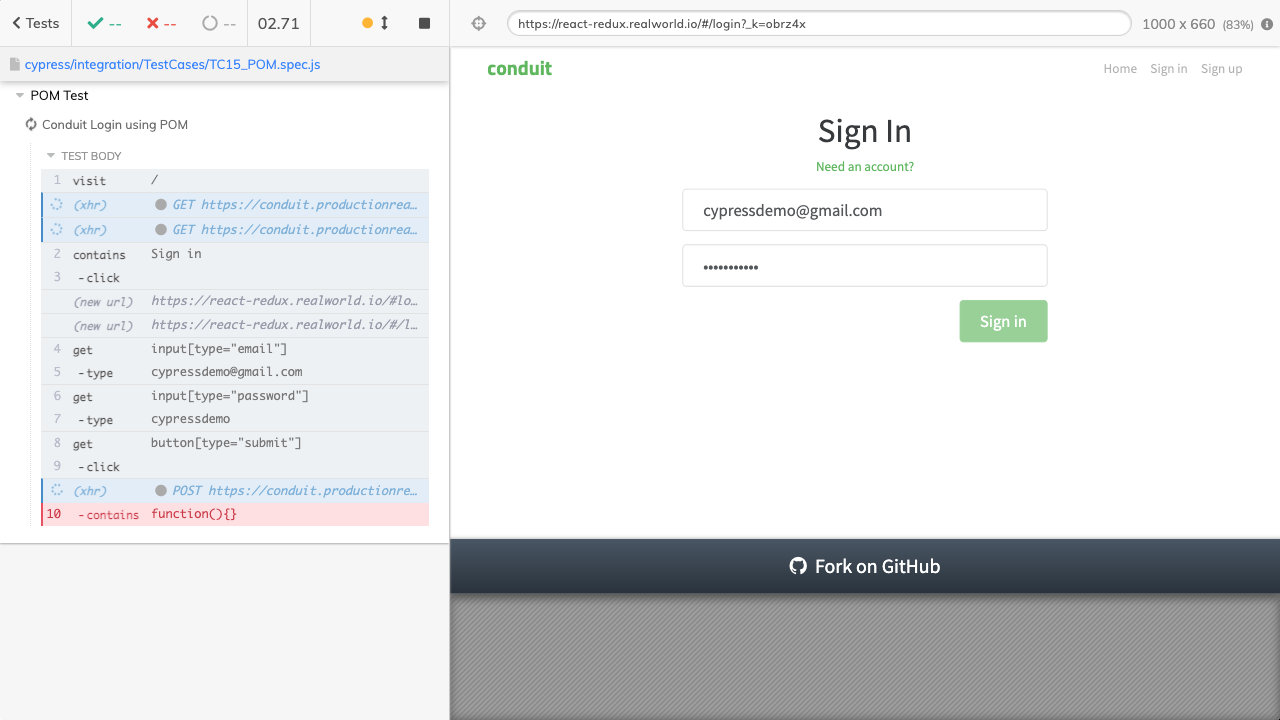 Tests -- -- -- 02.71
cypress/integration/TestCases/TC15_POM.spec.js
POM Test
Conduit Login using POM
TEST BODY
1 visit /
(xhr) GET https://conduit.productionrea…
(xhr) GET https://conduit.productionrea…
2 contains Sign in
3 -click
(new url) https://react-redux.realworld.io/#lo…
(new url) https://react-redux.realworld.io/#/l…
4 get input[type="email"]
5 -type cypressdemo@gmail.com
6 get input[type="password"]
7 -type cypressdemo
8 get button[type="submit"]
9 -click
(xhr) POST https://conduit.productionre…
10 -contains function(){}
https://react-redux.realworld.io/#/login?_k=obrz4x 1000 x 660 (83%)
conduit Home Sign in Sign up
Sign In
Need an account?
cypressdemo@gmail.com
•••••••••••
Sign in
Fork on GitHub